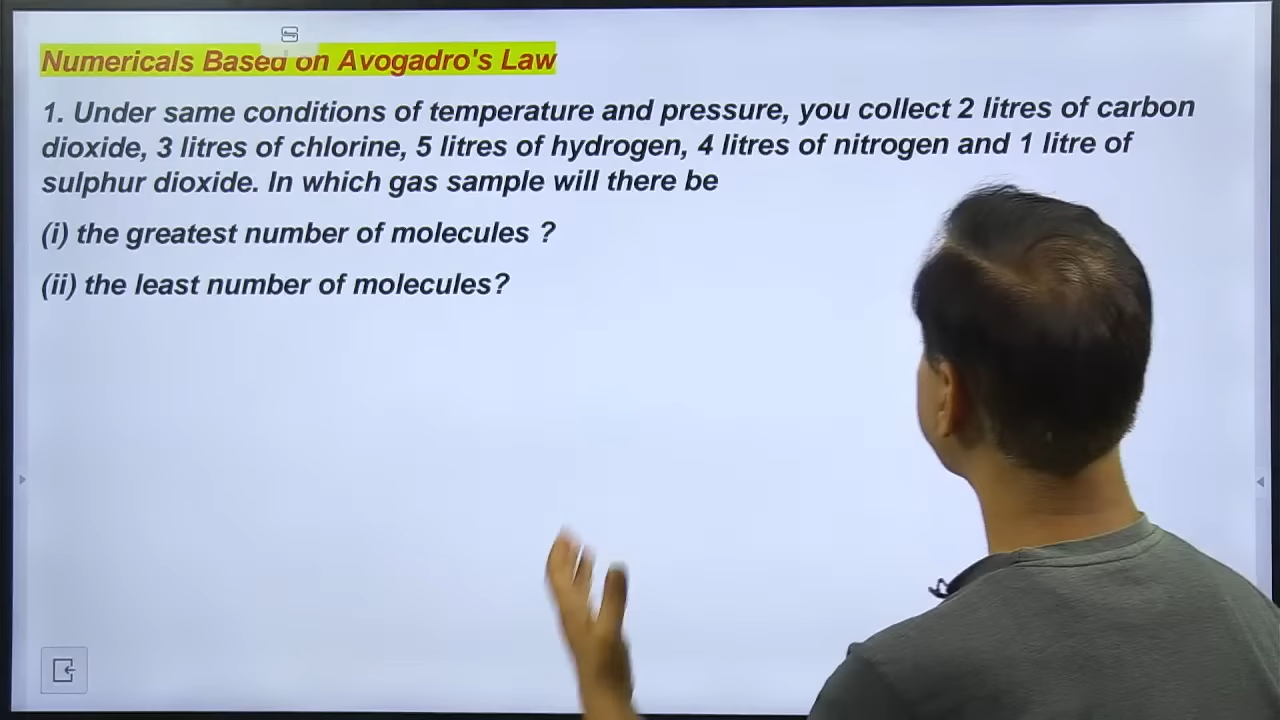 Numericals Based on Avogadro's Law
1. Under same conditions of temperature and pressure, you collect 2 litres of carbon
dioxide, 3 litres of chlorine, 5 litres of hydrogen, 4 litres of nitrogen and 1 litre of
sulphur dioxide. In which gas sample will there be
(i) the greatest number of molecules ?
(ii) the least number of molecules?